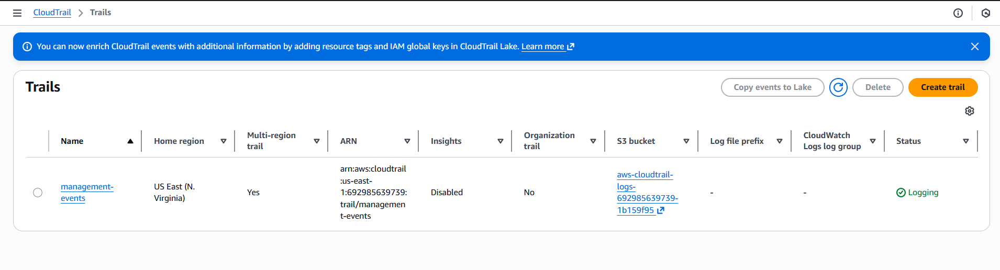 CloudTrail > Trails
You can now enrich CloudTrail events with additional information by adding resource tags and IAM global keys in CloudTrail Lake. Learn more
Trails
Copy events to Lake
Delete
Create trail
Name
Home region
Multi-region
trail
ARN
Insights
Organization
trail
S3 bucket
Log file prefix
CloudWatch
Logs log group
Status
management-
events
US East (N.
Virginia)
Yes
arn:aws:cloudtrail
:us-east-
1:692985639739:
trail/managemen
t-events
Disabled
No
aws-cloudtrail-
logs-
692985639739-
1b159f95
-
-
Logging